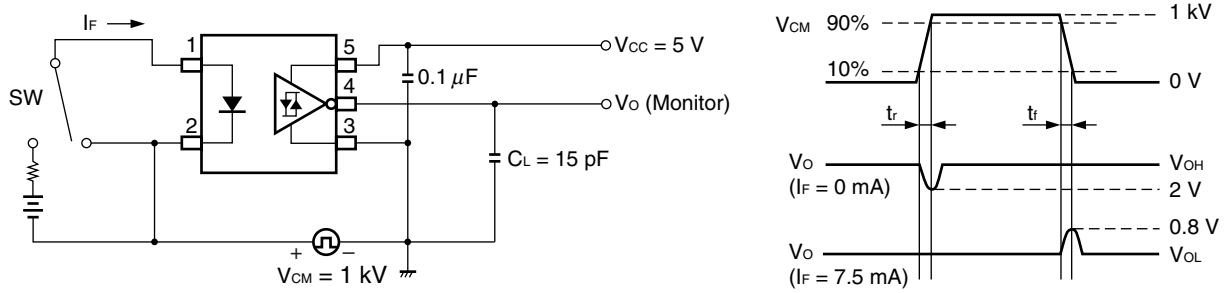 IF
1
5
VCC = 5 V
0.1 μF
SW
4
VO (Monitor)
2
3
CL = 15 pF
+
−
VCM = 1 kV
VCM 90%
1 kV
10%
0 V
tr
tf
VO
(IF = 0 mA)
VOH
2 V
0.8 V
VO
(IF = 7.5 mA)
VOL